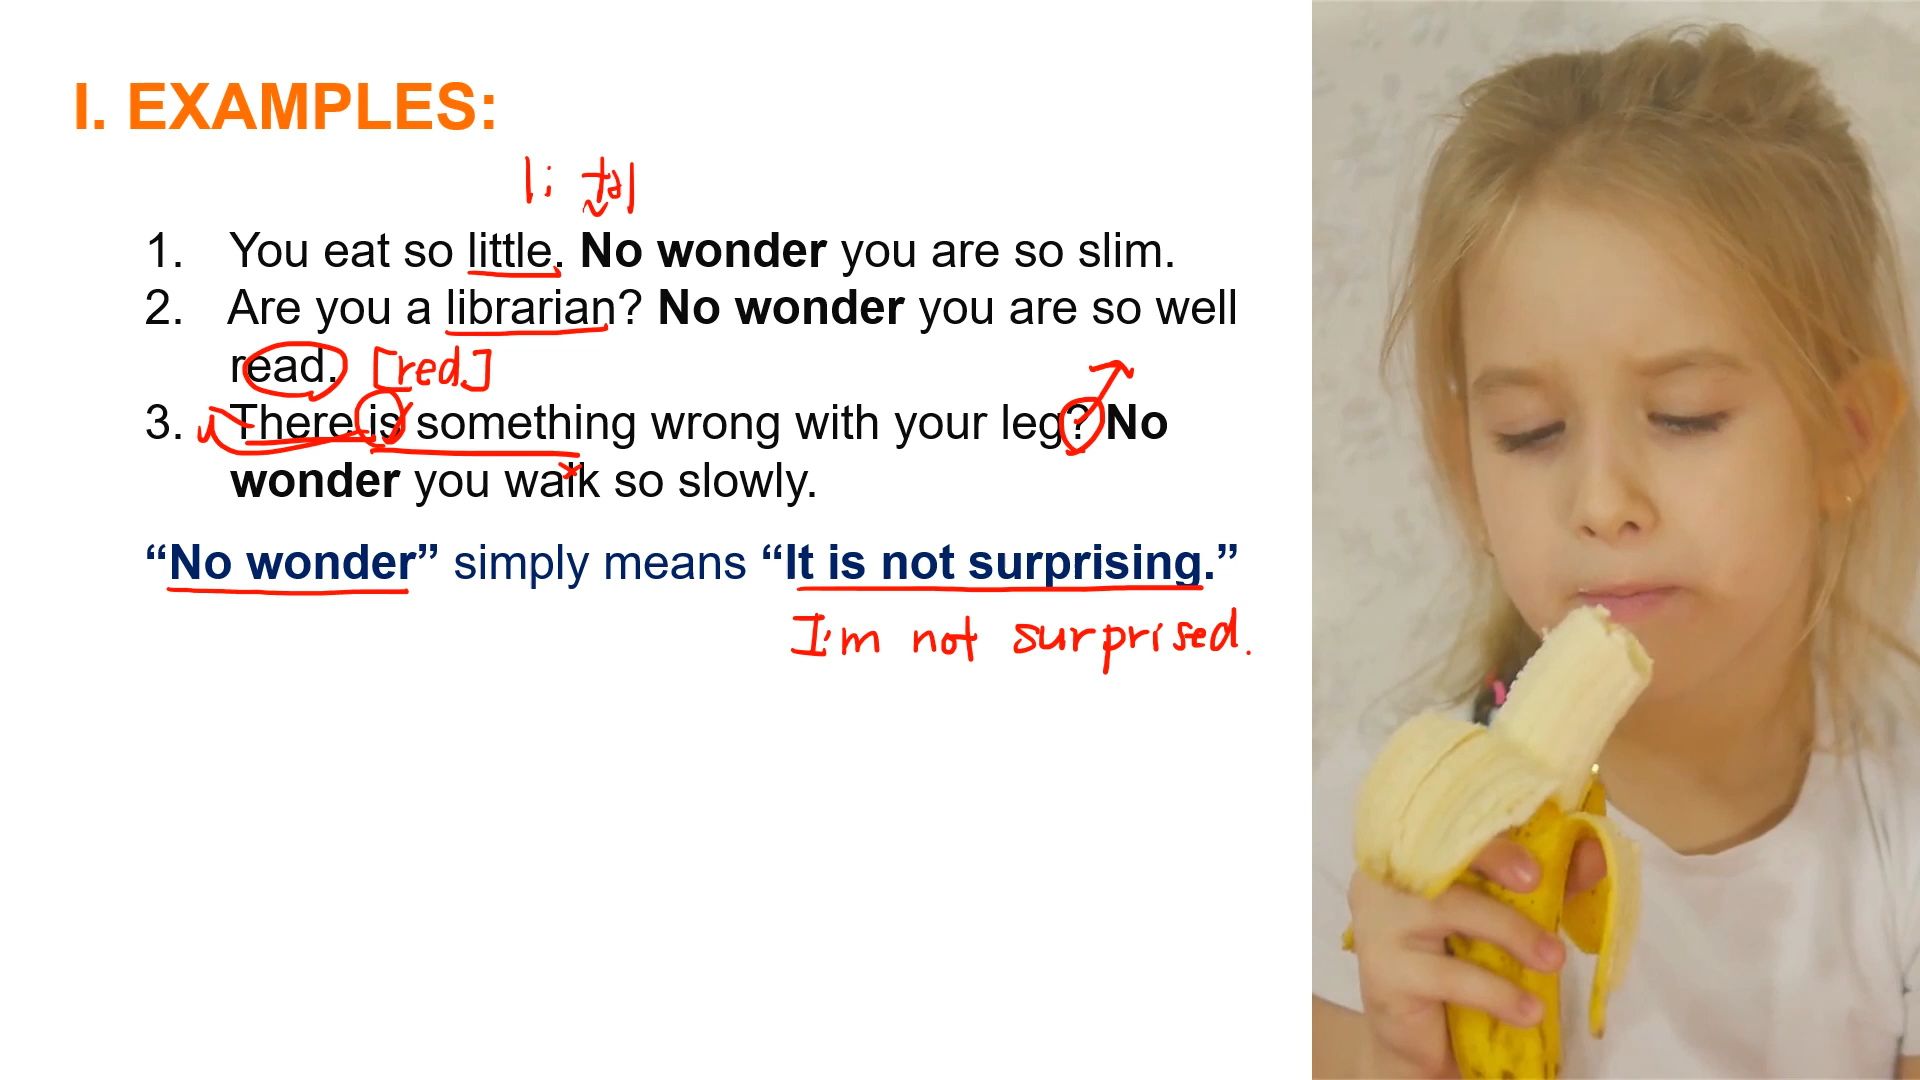 I. EXAMPLES:
li təl
1. You eat so little. No wonder you are so slim.
2. Are you a librarian? No wonder you are so well
read. [red]
3. There is something wrong with your leg? No
wonder you walk so slowly.
“No wonder” simply means “It is not surprising.”
I'm not surprised.